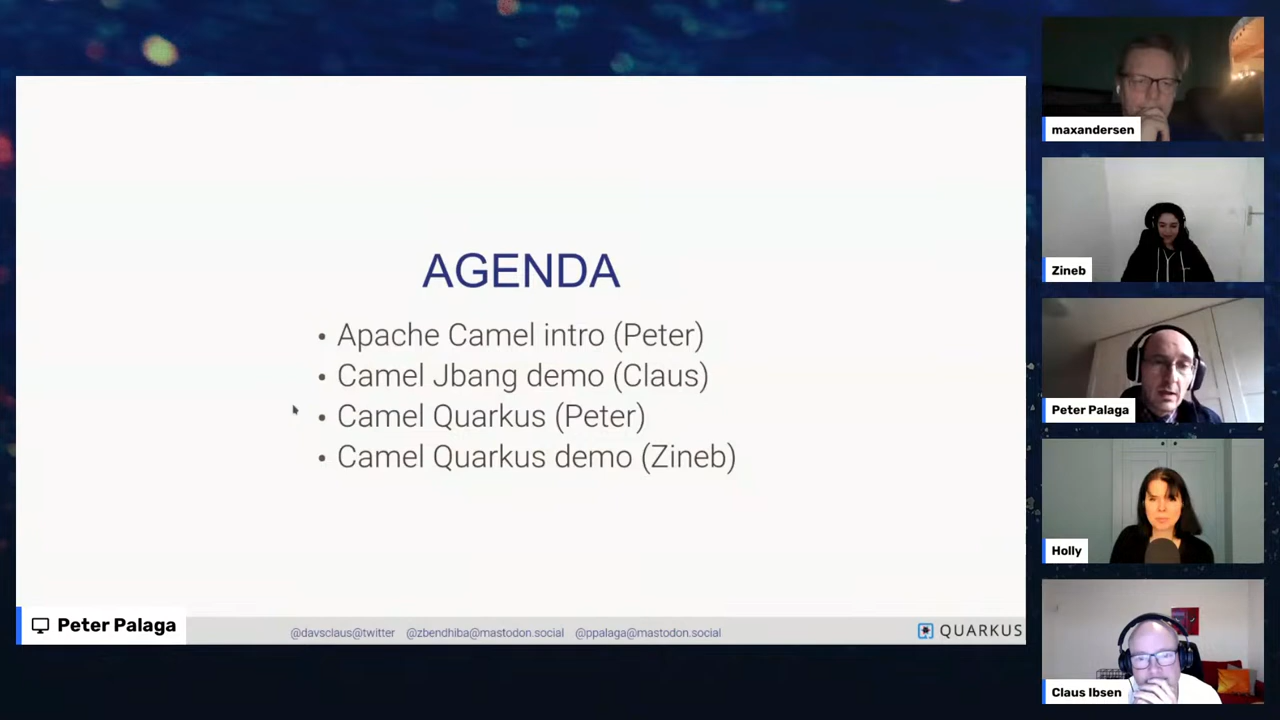 AGENDA
• Apache Camel intro (Peter)
• Camel Jbang demo (Claus)
• Camel Quarkus (Peter)
• Camel Quarkus demo (Zineb)
Peter Palaga
@davsclaus@twitter @zbendhiba@mastodon.social @ppalaga@mastodon.social
QUARKUS
maxandersen
Zineb
Peter Palaga
Holly
Claus Ibsen